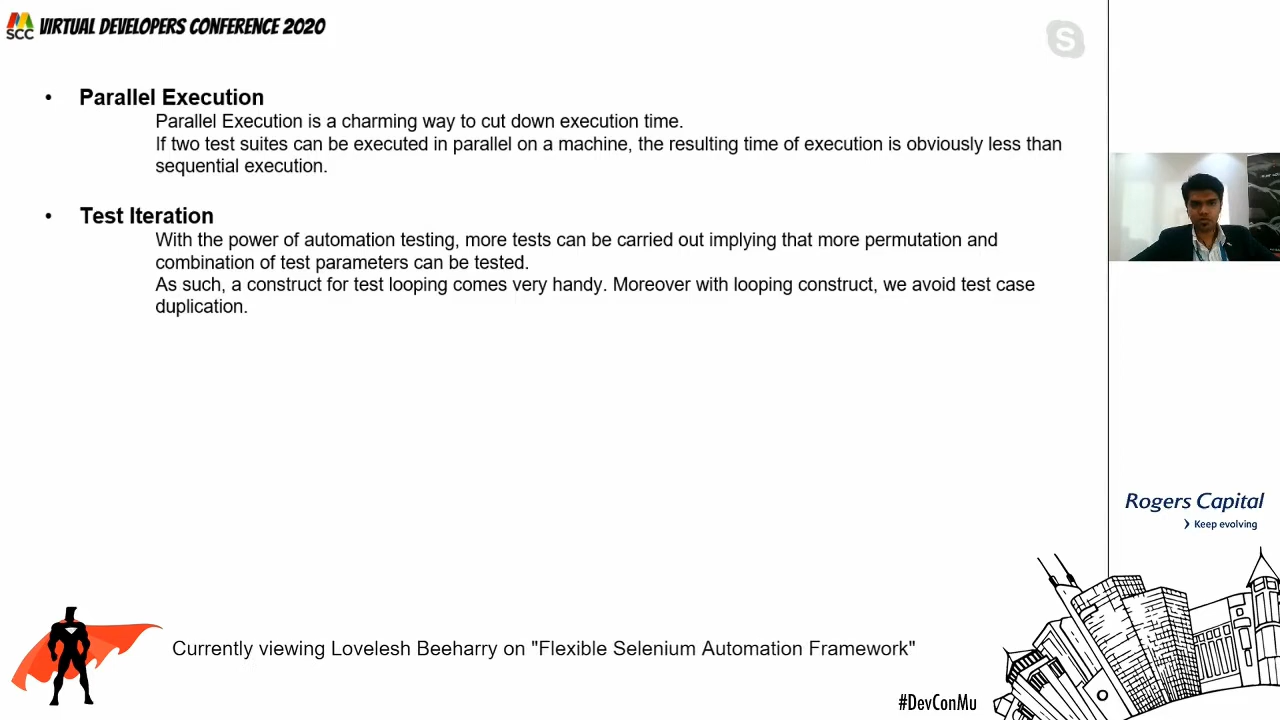 SCC VIRTUAL DEVELOPERS CONFERENCE 2020
S
• Parallel Execution
Parallel Execution is a charming way to cut down execution time.
If two test suites can be executed in parallel on a machine, the resulting time of execution is obviously less than
sequential execution.
• Test Iteration
With the power of automation testing, more tests can be carried out implying that more permutation and
combination of test parameters can be tested.
As such, a construct for test looping comes very handy. Moreover with looping construct, we avoid test case
duplication.
Rogers Capital
Keep evolving
Currently viewing Lovelesh Beeharry on "Flexible Selenium Automation Framework"
#DevConMu